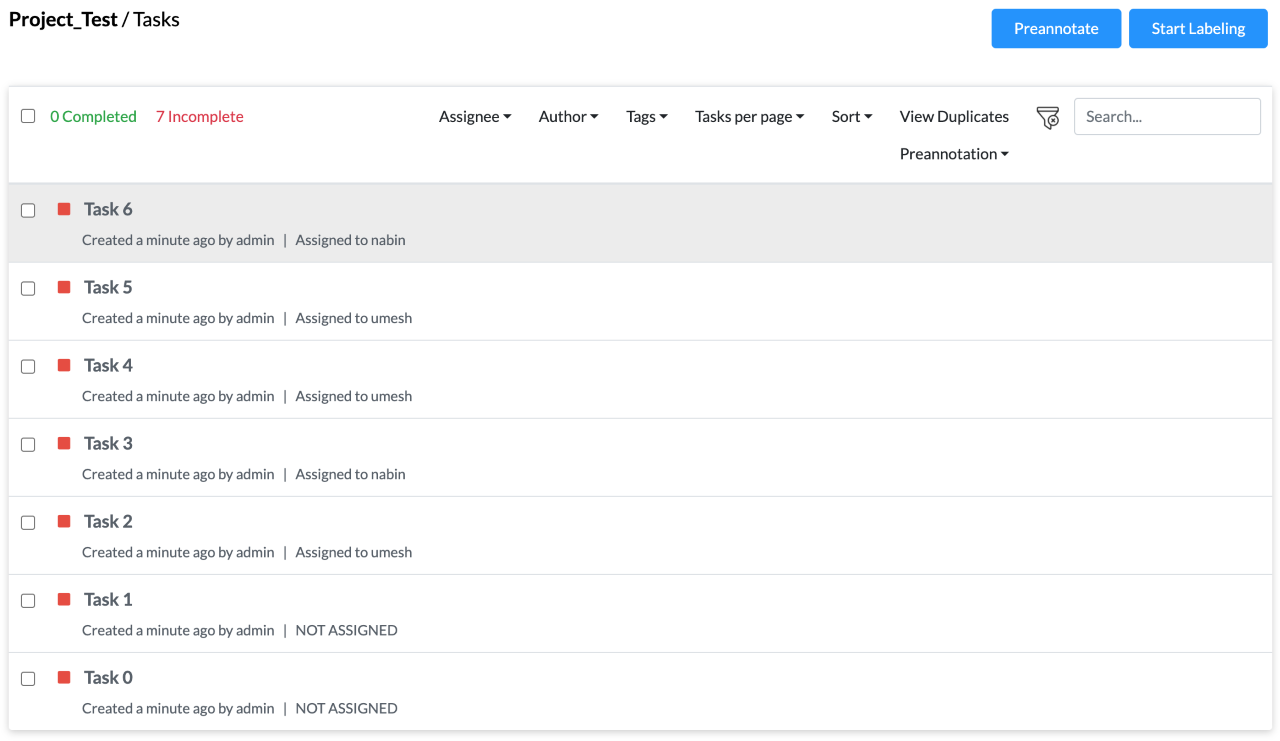 Project_Test / Tasks
Preannotate Start Labeling
0 Completed 7 Incomplete Assignee Author Tags Tasks per page Sort View Duplicates Search...
Preannotation
Task 6
Created a minute ago by admin | Assigned to nabin
Task 5
Created a minute ago by admin | Assigned to umesh
Task 4
Created a minute ago by admin | Assigned to umesh
Task 3
Created a minute ago by admin | Assigned to nabin
Task 2
Created a minute ago by admin | Assigned to umesh
Task 1
Created a minute ago by admin | NOT ASSIGNED
Task 0
Created a minute ago by admin | NOT ASSIGNED